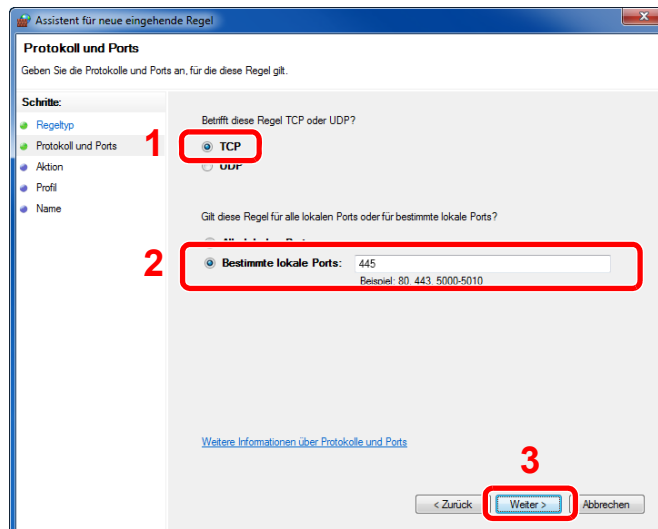 Assistent für neue eingehende Regel
Protokoll und Ports
Geben Sie die Protokolle und Ports an, für die diese Regel gilt.
Schritte:
Regeltyp
Protokoll und Ports
Aktion
Profil
Name
Betrifft diese Regel TCP oder UDP?
1
TCP
UDP
Gilt diese Regel für alle lokalen Ports oder für bestimmte lokale Ports?
2
Bestimmte lokale Ports:
445
Beispiel: 80, 443, 5000-5010
Weitere Informationen über Protokolle und Ports
3
< Zurück
Weiter >
Abbrechen